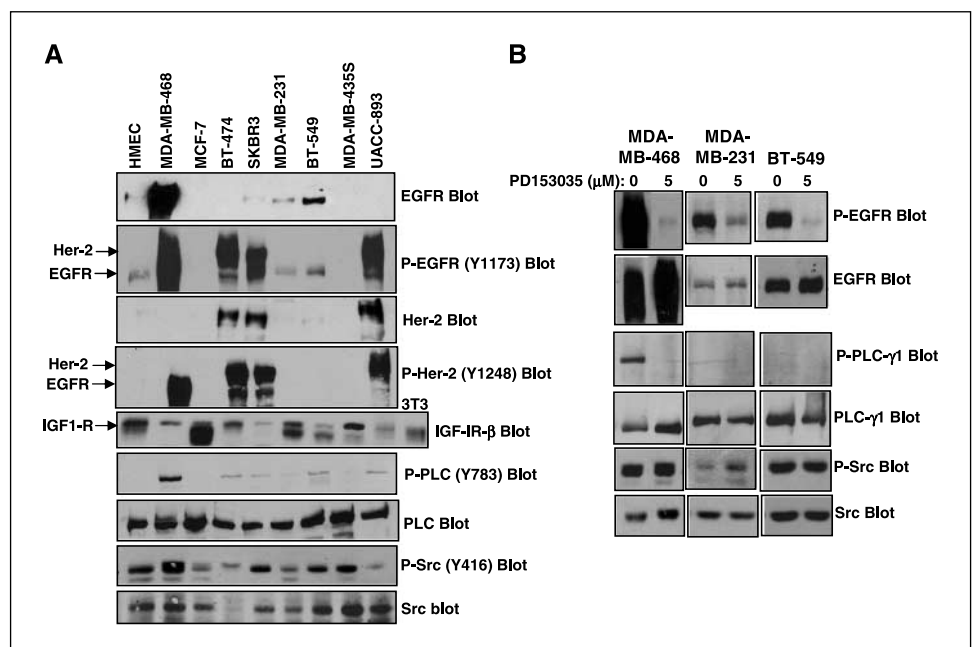 A
HMEC
MDA-MB-468
MCF-7
BT-474
SKBR3
MDA-MB-231
BT-549
MDA-MB-435S
UACC-893
EGFR Blot
Her-2
EGFR
P-EGFR (Y1173) Blot
Her-2 Blot
Her-2
EGFR
P-Her-2 (Y1248) Blot
3T3
IGF1-R
IGF-IR-β Blot
P-PLC (Y783) Blot
PLC Blot
P-Src (Y416) Blot
Src blot
B
MDA-
MB-468
MDA-
MB-231
BT-549
PD153035 (μM): 0 5 0 5 0 5
P-EGFR Blot
EGFR Blot
P-PLC-γ1 Blot
PLC-γ1 Blot
P-Src Blot
Src Blot